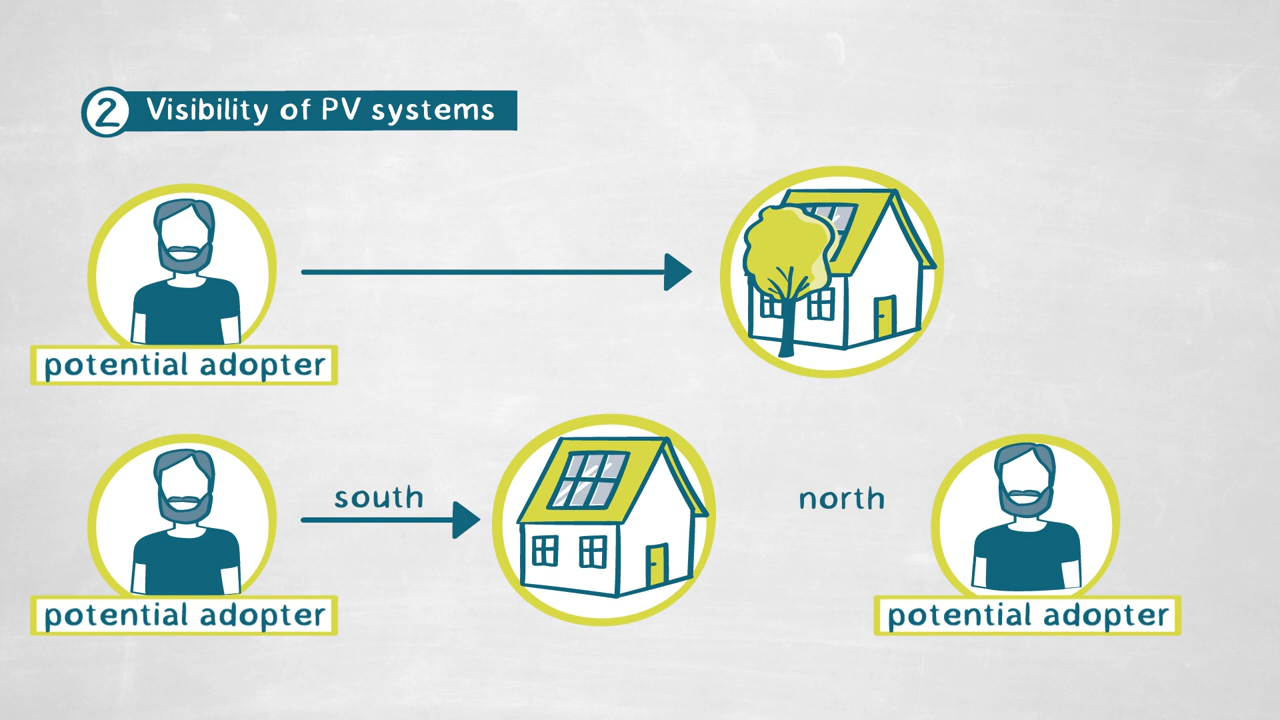 2 Visibility of PV systems
potential adopter
south
north
potential adopter
potential adopter